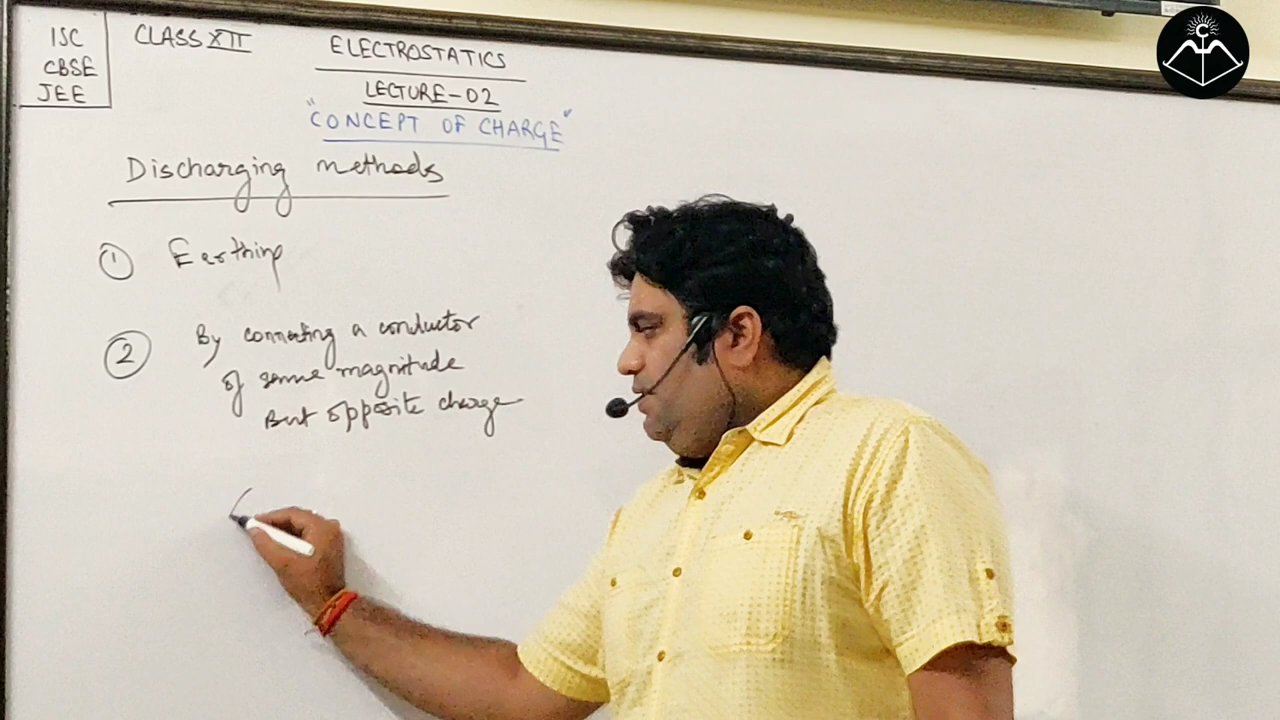 ISC
CBSE
JEE
CLASS XII
ELECTROSTATICS
LECTURE-02
"CONCEPT OF CHARGE"
Discharging methods
① Earthing
② By connecting a conductor
of same magnitude
But opposite charge
C